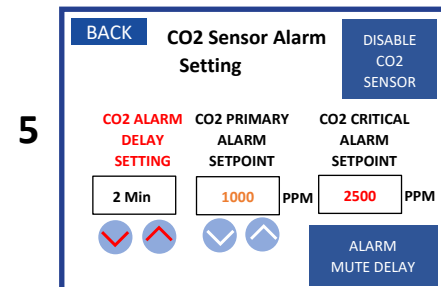 BACK
CO2 Sensor Alarm
Setting
DISABLE
CO2
SENSOR
5
CO2 ALARM
DELAY
SETTING
CO2 PRIMARY
ALARM
SETPOINT
CO2 CRITICAL
ALARM
SETPOINT
2 Min
1000
PPM
2500
PPM
ALARM
MUTE DELAY